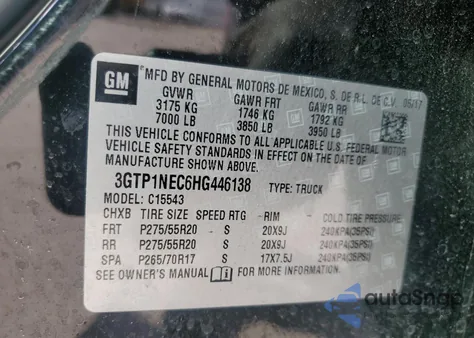 GM MFD BY GENERAL MOTORS DE MEXICO, S. DE R.L. DE C.V. 06/17
GVWR GAWR FRT GAWR RR
3175 KG 1746 KG 1792 KG
7000 LB 3850 LB 3950 LB
THIS VEHICLE CONFORMS TO ALL APPLICABLE U.S. FEDERAL MOTOR
VEHICLE SAFETY STANDARDS IN EFFECT ON THE DATE OF
MANUFACTURE SHOWN ABOVE.
3GTP1NEC6HG446138 TYPE: TRUCK
MODEL: C15543
CHXB TIRE SIZE SPEED RTG RIM COLD TIRE PRESSURE
FRT P275/55R20 S 20X9J 240KPA(35PSI)
RR P275/55R20 S 20X9J 240KPA(35PSI)
SPA P265/70R17 S 17X7.5J 240KPA(35PSI)
SEE OWNER'S MANUAL FOR MORE INFORMATION.
autoSnap